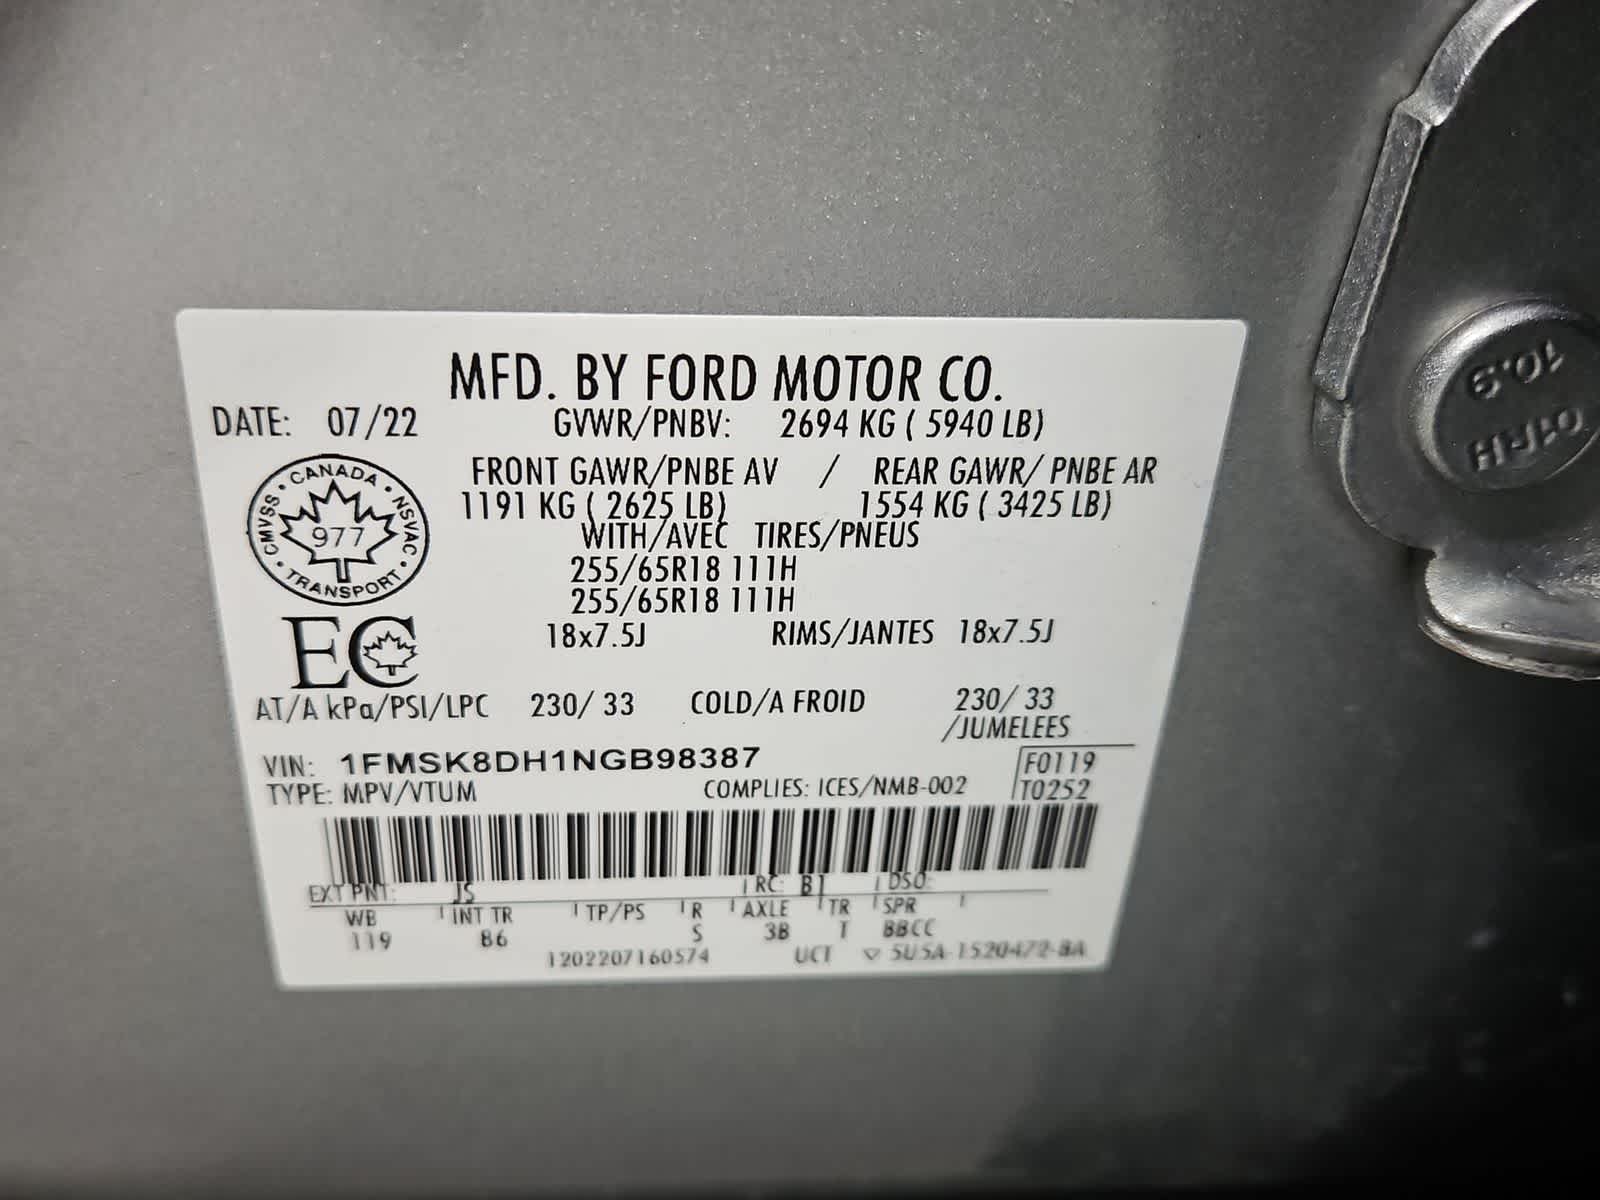 MFD. BY FORD MOTOR CO.
DATE: 07/22 GVWR/PNBV: 2694 KG ( 5940 LB)
FRONT GAWR/PNBE AV / REAR GAWR/ PNBE AR
1191 KG ( 2625 LB) 1554 KG ( 3425 LB)
WITH/AVEC TIRES/PNEUS
255/65R18 111H
255/65R18 111H
18x7.5J RIMS/JANTES 18x7.5J
CANADA
CMVSS 977 NSVAC
TRANSPORT
EC
AT/A kPa/PSI/LPC 230/ 33 COLD/A FROID 230/ 33
/JUMELEES
VIN: 1FMSK8DH1NGB98387 F0119
TYPE: MPV/VTUM COMPLIES: ICES/NMB-002 T0252
EXT PNT: JS RC: B1 DSO:
WB INT TR TP/PS R AXLE TR SPR
119 B6 S 3B T BBCC
1202207160574 UCT ▽ 5U5A-1520472-BA
10.9